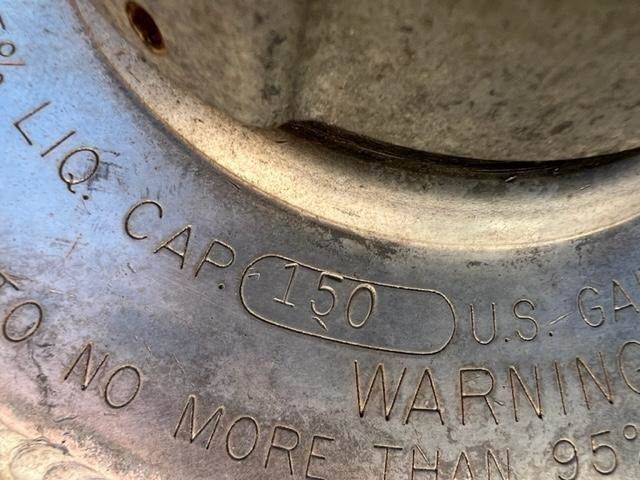 % LIQ. CAP. 150 U.S. GA
WARNING
TO NO MORE THAN 95°